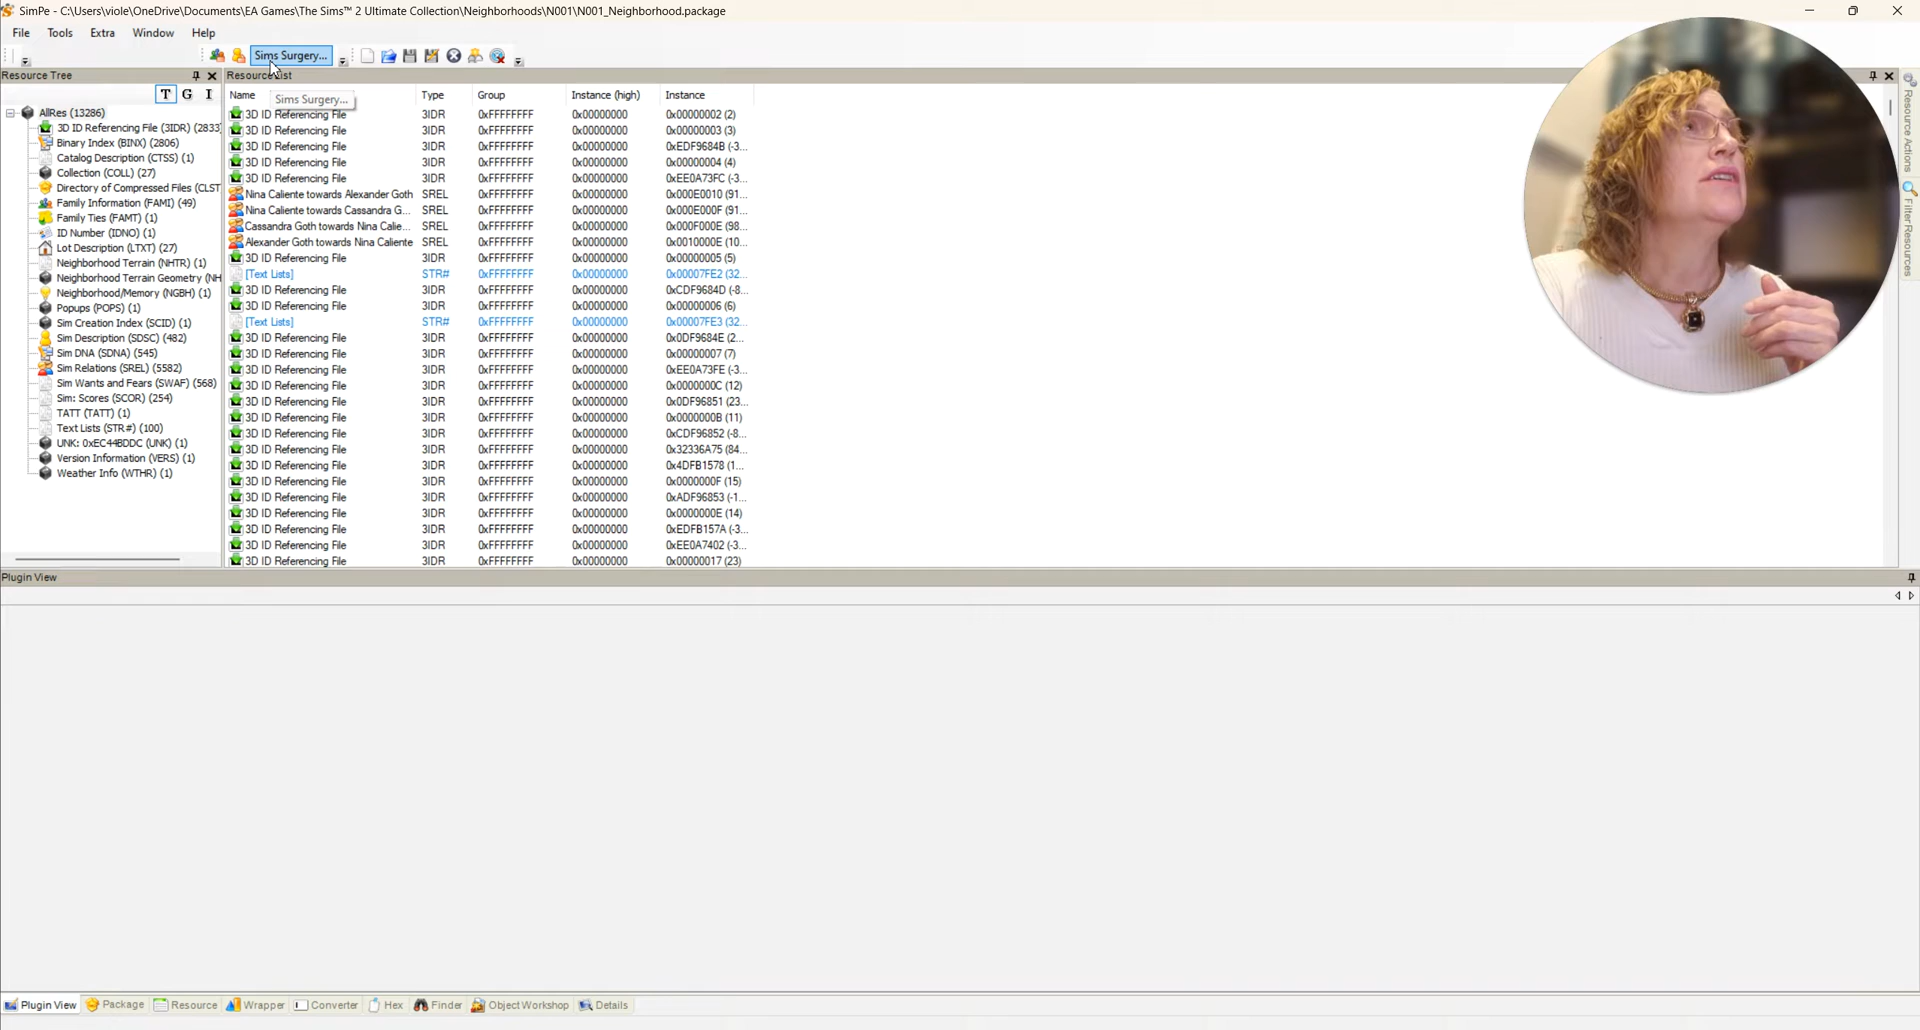 SimPe - C:\Users\viole\OneDrive\Documents\EA Games\The Sims™ 2 Ultimate Collection\Neighborhoods\N001\N001_Neighborhood.package
File Tools Extra Window Help
Sims Surgery...
Resource Tree
T G I
AllRes (13286)
3D ID Referencing File (3IDR) (2833
Binary Index (BINX) (2806)
Catalog Description (CTSS) (1)
Collection (COLL) (27)
Directory of Compressed Files (CLST
Family Information (FAMI) (49)
Family Ties (FAMT) (1)
ID Number (IDNO) (1)
Lot Description (LTXT) (27)
Neighborhood Terrain (NHTR) (1)
Neighborhood Terrain Geometry (NH
Neighborhood/Memory (NGBH) (1)
Popups (POPS) (1)
Sim Creation Index (SCID) (1)
Sim Description (SDSC) (482)
Sim DNA (SDNA) (545)
Sim Relations (SREL) (5582)
Sim Wants and Fears (SWAF) (568)
Sim: Scores (SCOR) (254)
TATT (TATT) (1)
Text Lists (STR#) (100)
UNK: 0xEC44BDDC (UNK) (1)
Version Information (VERS) (1)
Weather Info (WTHR) (1)
Name Type Group Instance (high) Instance
Sims Surgery...
3D ID Referencing File 3IDR 0xFFFFFFFF 0x00000000 0x00000002 (2)
3D ID Referencing File 3IDR 0xFFFFFFFF 0x00000000 0x00000003 (3)
3D ID Referencing File 3IDR 0xFFFFFFFF 0x00000000 0xEDF9684B (-3...
3D ID Referencing File 3IDR 0xFFFFFFFF 0x00000000 0x00000004 (4)
3D ID Referencing File 3IDR 0xFFFFFFFF 0x00000000 0xEE0A73FC (-3...
Nina Caliente towards Alexander Goth SREL 0xFFFFFFFF 0x00000000 0x000E0010 (91...
Nina Caliente towards Cassandra G... SREL 0xFFFFFFFF 0x00000000 0x000E000F (91...
Cassandra Goth towards Nina Calie... SREL 0xFFFFFFFF 0x00000000 0x000F000E (98...
Alexander Goth towards Nina Caliente SREL 0xFFFFFFFF 0x00000000 0x0010000E (10...
3D ID Referencing File 3IDR 0xFFFFFFFF 0x00000000 0x00000005 (5)
[Text Lists] STR# 0xFFFFFFFF 0x00000000 0x00007FE2 (32...
3D ID Referencing File 3IDR 0xFFFFFFFF 0x00000000 0xCDF9684D (-8...
3D ID Referencing File 3IDR 0xFFFFFFFF 0x00000000 0x00000006 (6)
[Text Lists] STR# 0xFFFFFFFF 0x00000000 0x00007FE3 (32...
3D ID Referencing File 3IDR 0xFFFFFFFF 0x00000000 0x0DF9684E (2...
3D ID Referencing File 3IDR 0xFFFFFFFF 0x00000000 0x00000007 (7)
3D ID Referencing File 3IDR 0xFFFFFFFF 0x00000000 0xEE0A73FE (-3...
3D ID Referencing File 3IDR 0xFFFFFFFF 0x00000000 0x0000000C (12)
3D ID Referencing File 3IDR 0xFFFFFFFF 0x00000000 0x0DF96851 (23...
3D ID Referencing File 3IDR 0xFFFFFFFF 0x00000000 0x0000000B (11)
3D ID Referencing File 3IDR 0xFFFFFFFF 0x00000000 0xCDF96852 (-8...
3D ID Referencing File 3IDR 0xFFFFFFFF 0x00000000 0x32336A75 (84...
3D ID Referencing File 3IDR 0xFFFFFFFF 0x00000000 0x4DFB1578 (1...
3D ID Referencing File 3IDR 0xFFFFFFFF 0x00000000 0x0000000F (15)
3D ID Referencing File 3IDR 0xFFFFFFFF 0x00000000 0xADF96853 (-1...
3D ID Referencing File 3IDR 0xFFFFFFFF 0x00000000 0x0000000E (14)
3D ID Referencing File 3IDR 0xFFFFFFFF 0x00000000 0xEDFB157A (-3...
3D ID Referencing File 3IDR 0xFFFFFFFF 0x00000000 0xEE0A7402 (-3...
3D ID Referencing File 3IDR 0xFFFFFFFF 0x00000000 0x00000017 (23)
Resource Actions
Filter Resources
Plugin View
Plugin View Package Resource Wrapper Converter Hex Finder Object Workshop Details